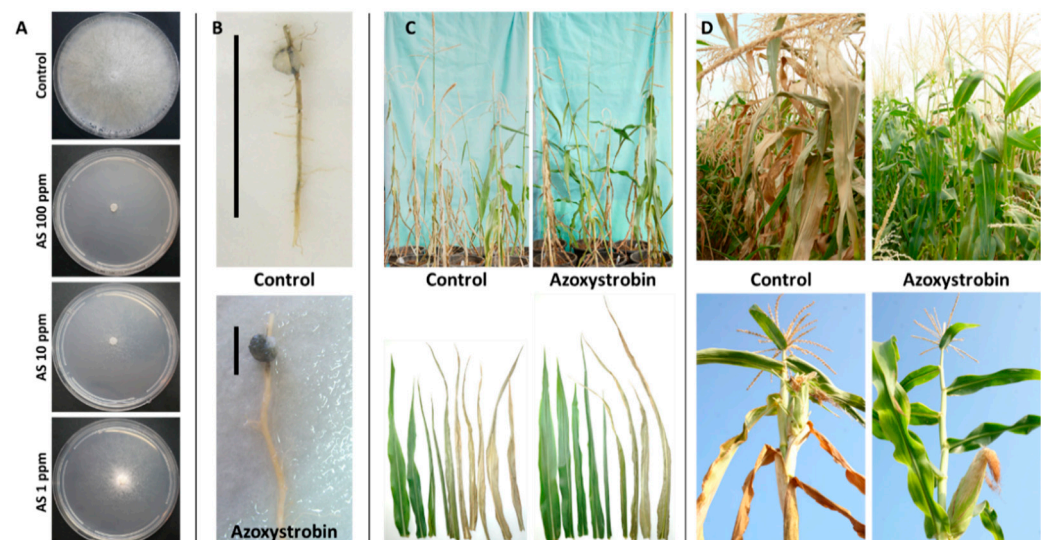 A
Control
AS 100 ppm
AS 10 ppm
AS 1 ppm
B
Control
Azoxystrobin
C
Control
Azoxystrobin
D
Control
Azoxystrobin